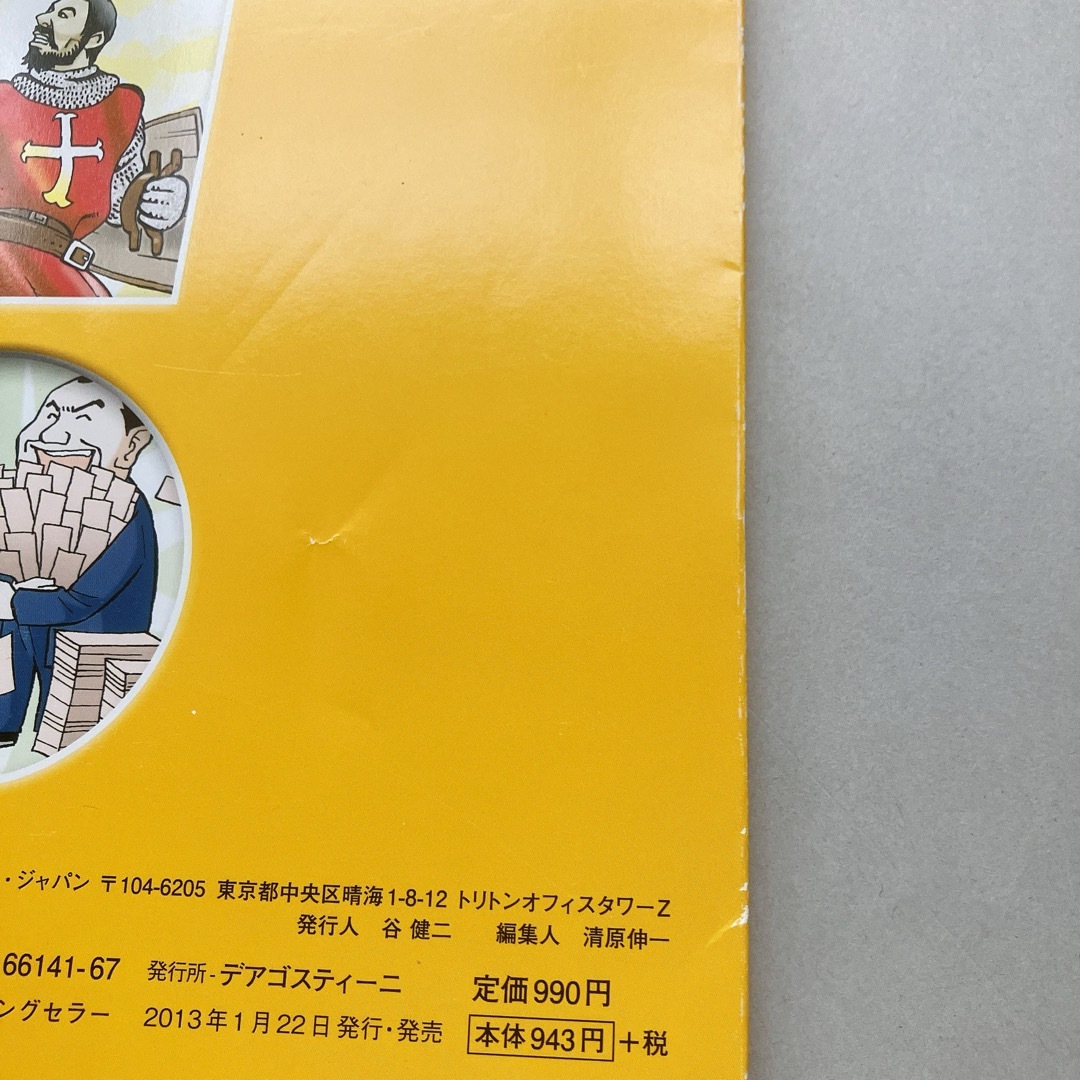 ・ジャパン 〒104-6205 東京都中央区晴海1-8-12 トリトンオフィスタワーZ
発行人 谷 健二 編集人 清原伸一
66141-67 発行所-デアゴスティーニ 定価990円
ングセラー 2013年1月22日発行・発売 本体943円+税